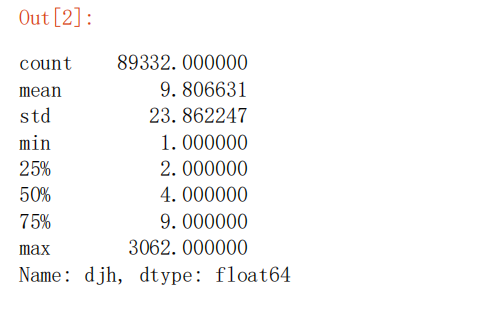 Out[2]:
count    89332.000000
mean         9.806631
std         23.862247
min          1.000000
25%          2.000000
50%          4.000000
75%          9.000000
max       3062.000000
Name: djh, dtype: float64